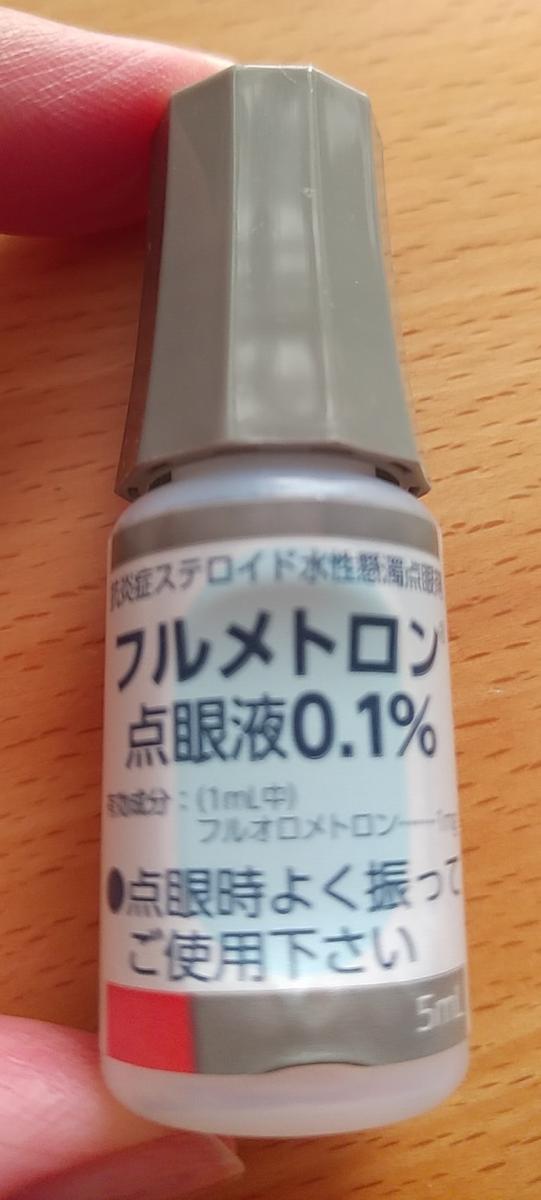 抗炎症ステロイド水性懸濁点眼剤
フルメトロン®
点眼液0.1%
有効成分：(1mL中)
フルオロメトロン……1mg
●点眼時よく振って
ご使用下さい
5mL